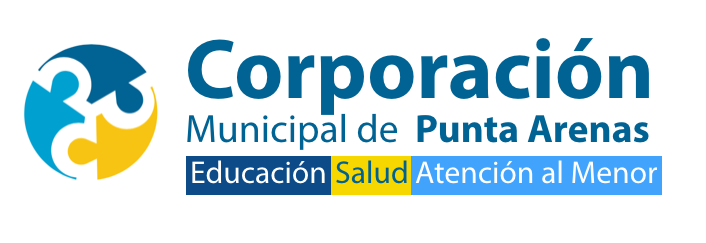 Corporación
Municipal de Punta Arenas
Educación Salud Atención al Menor